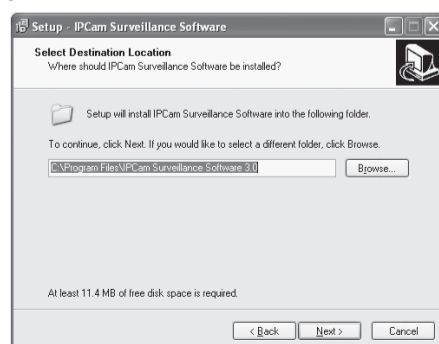 Setup - IPCam Surveillance Software
Select Destination Location
Where should IPCam Surveillance Software be installed?
Setup will install IPCam Surveillance Software into the following folder.
To continue, click Next. If you would like to select a different folder, click Browse.
C:\Program Files\IPCam Surveillance Software 3.0
Browse...
At least 11.4 MB of free disk space is required.
< Back Next > Cancel